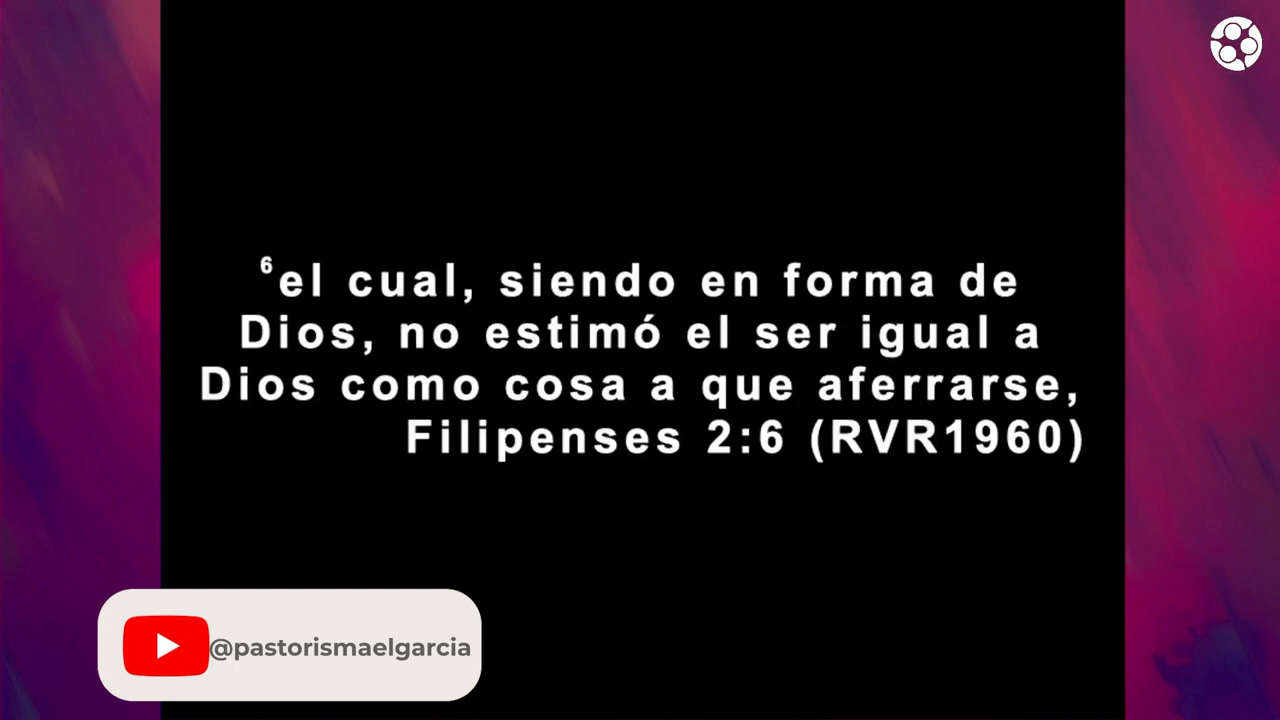 ⁶el cual, siendo en forma de
Dios, no estimó el ser igual a
Dios como cosa a que aferrarse,
Filipenses 2:6 (RVR1960)
@pastorismaelgarcia